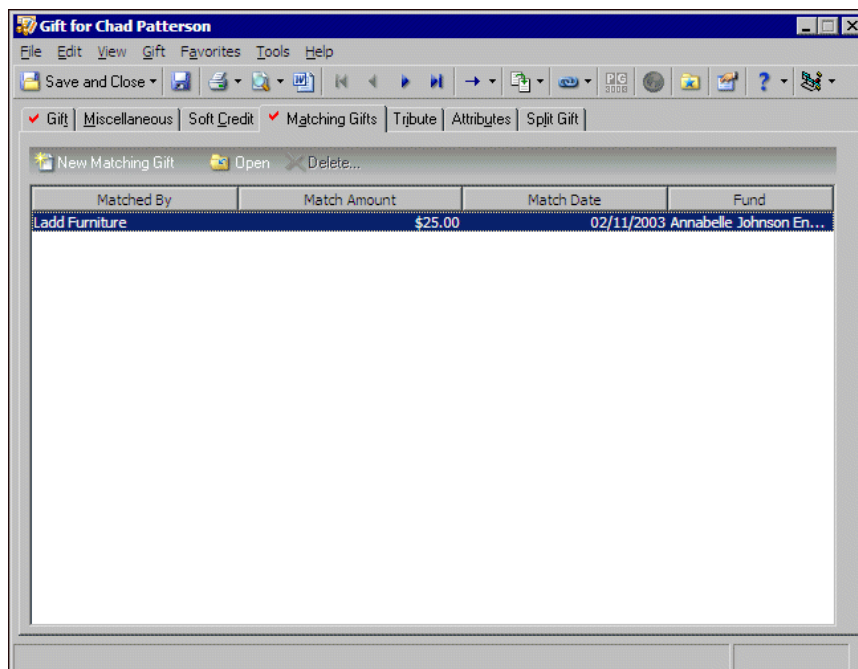 Gift for Chad Patterson
File Edit View Gift Favorites Tools Help
Save and Close
Gift Miscellaneous Soft Credit Matching Gifts Tribute Attributes Split Gift
New Matching Gift Open Delete...
Matched By Match Amount Match Date Fund
Ladd Furniture $25.00 02/11/2003 Annabelle Johnson En...